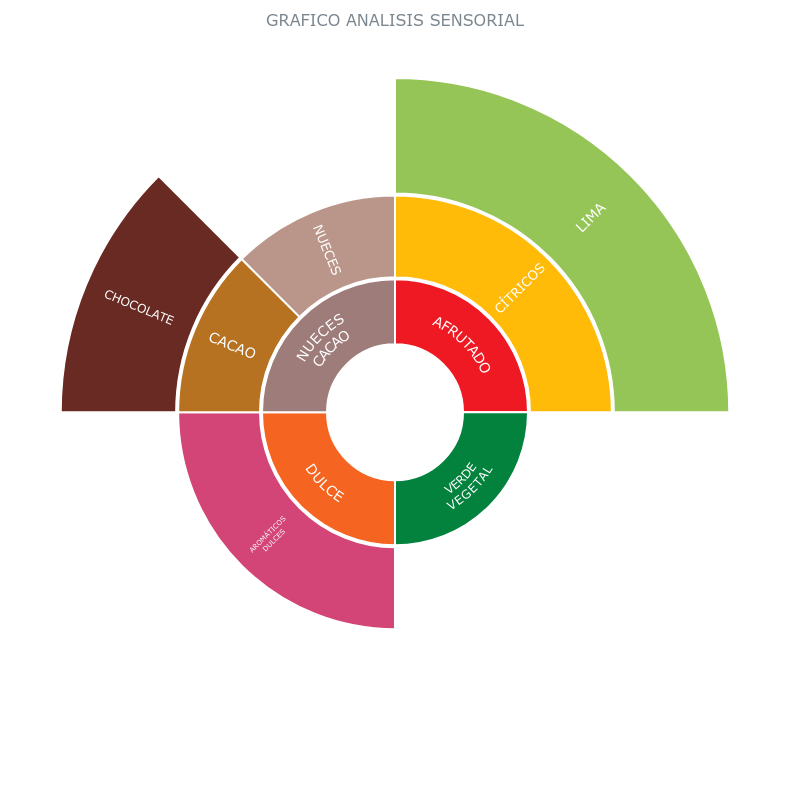 GRAFICO ANALISIS SENSORIAL
LIMA
CÍTRICOS
AFRUTADO
NUECES
NUECES
CACAO
CACAO
CHOCOLATE
DULCE
AROMÁTICOS
DULCES
VERDE
VEGETAL